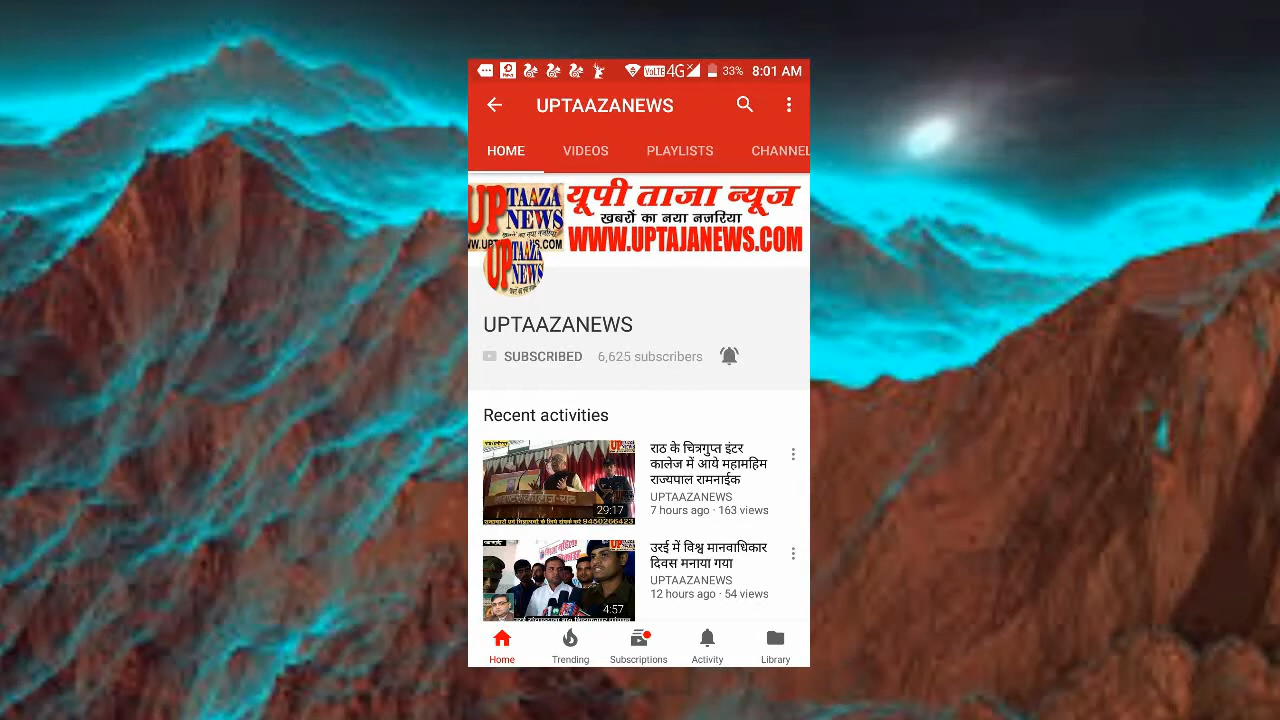 33% 8:01 AM
VoLTE 4G
UPTAAZANEWS
HOME VIDEOS PLAYLISTS CHANNEL
UP TAAZA NEWS
यूपी ताजा न्यूज
खबरों का नया नजरिया
WWW.UPTAJANEWS.COM
UP TAAZA NEWS
UPTAAZANEWS
SUBSCRIBED 6,625 subscribers
Recent activities
राठ के चित्रगुप्त इंटर
कालेज में आये महामहिम
राज्यपाल रामनाईक
UPTAAZANEWS
7 hours ago · 163 views
29:17
उरई में विश्व मानवाधिकार
दिवस मनाया गया
UPTAAZANEWS
12 hours ago · 54 views
4:57
Home Trending Subscriptions Activity Library